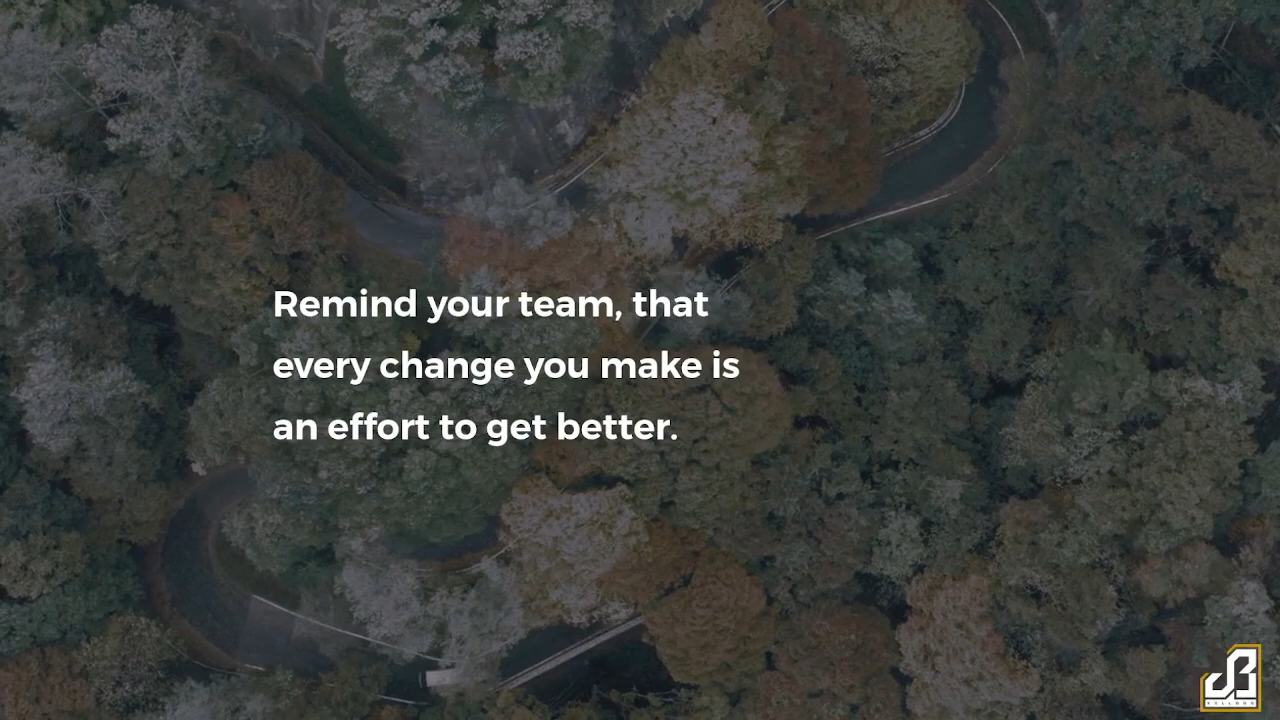 Remind your team, that
every change you make is
an effort to get better.